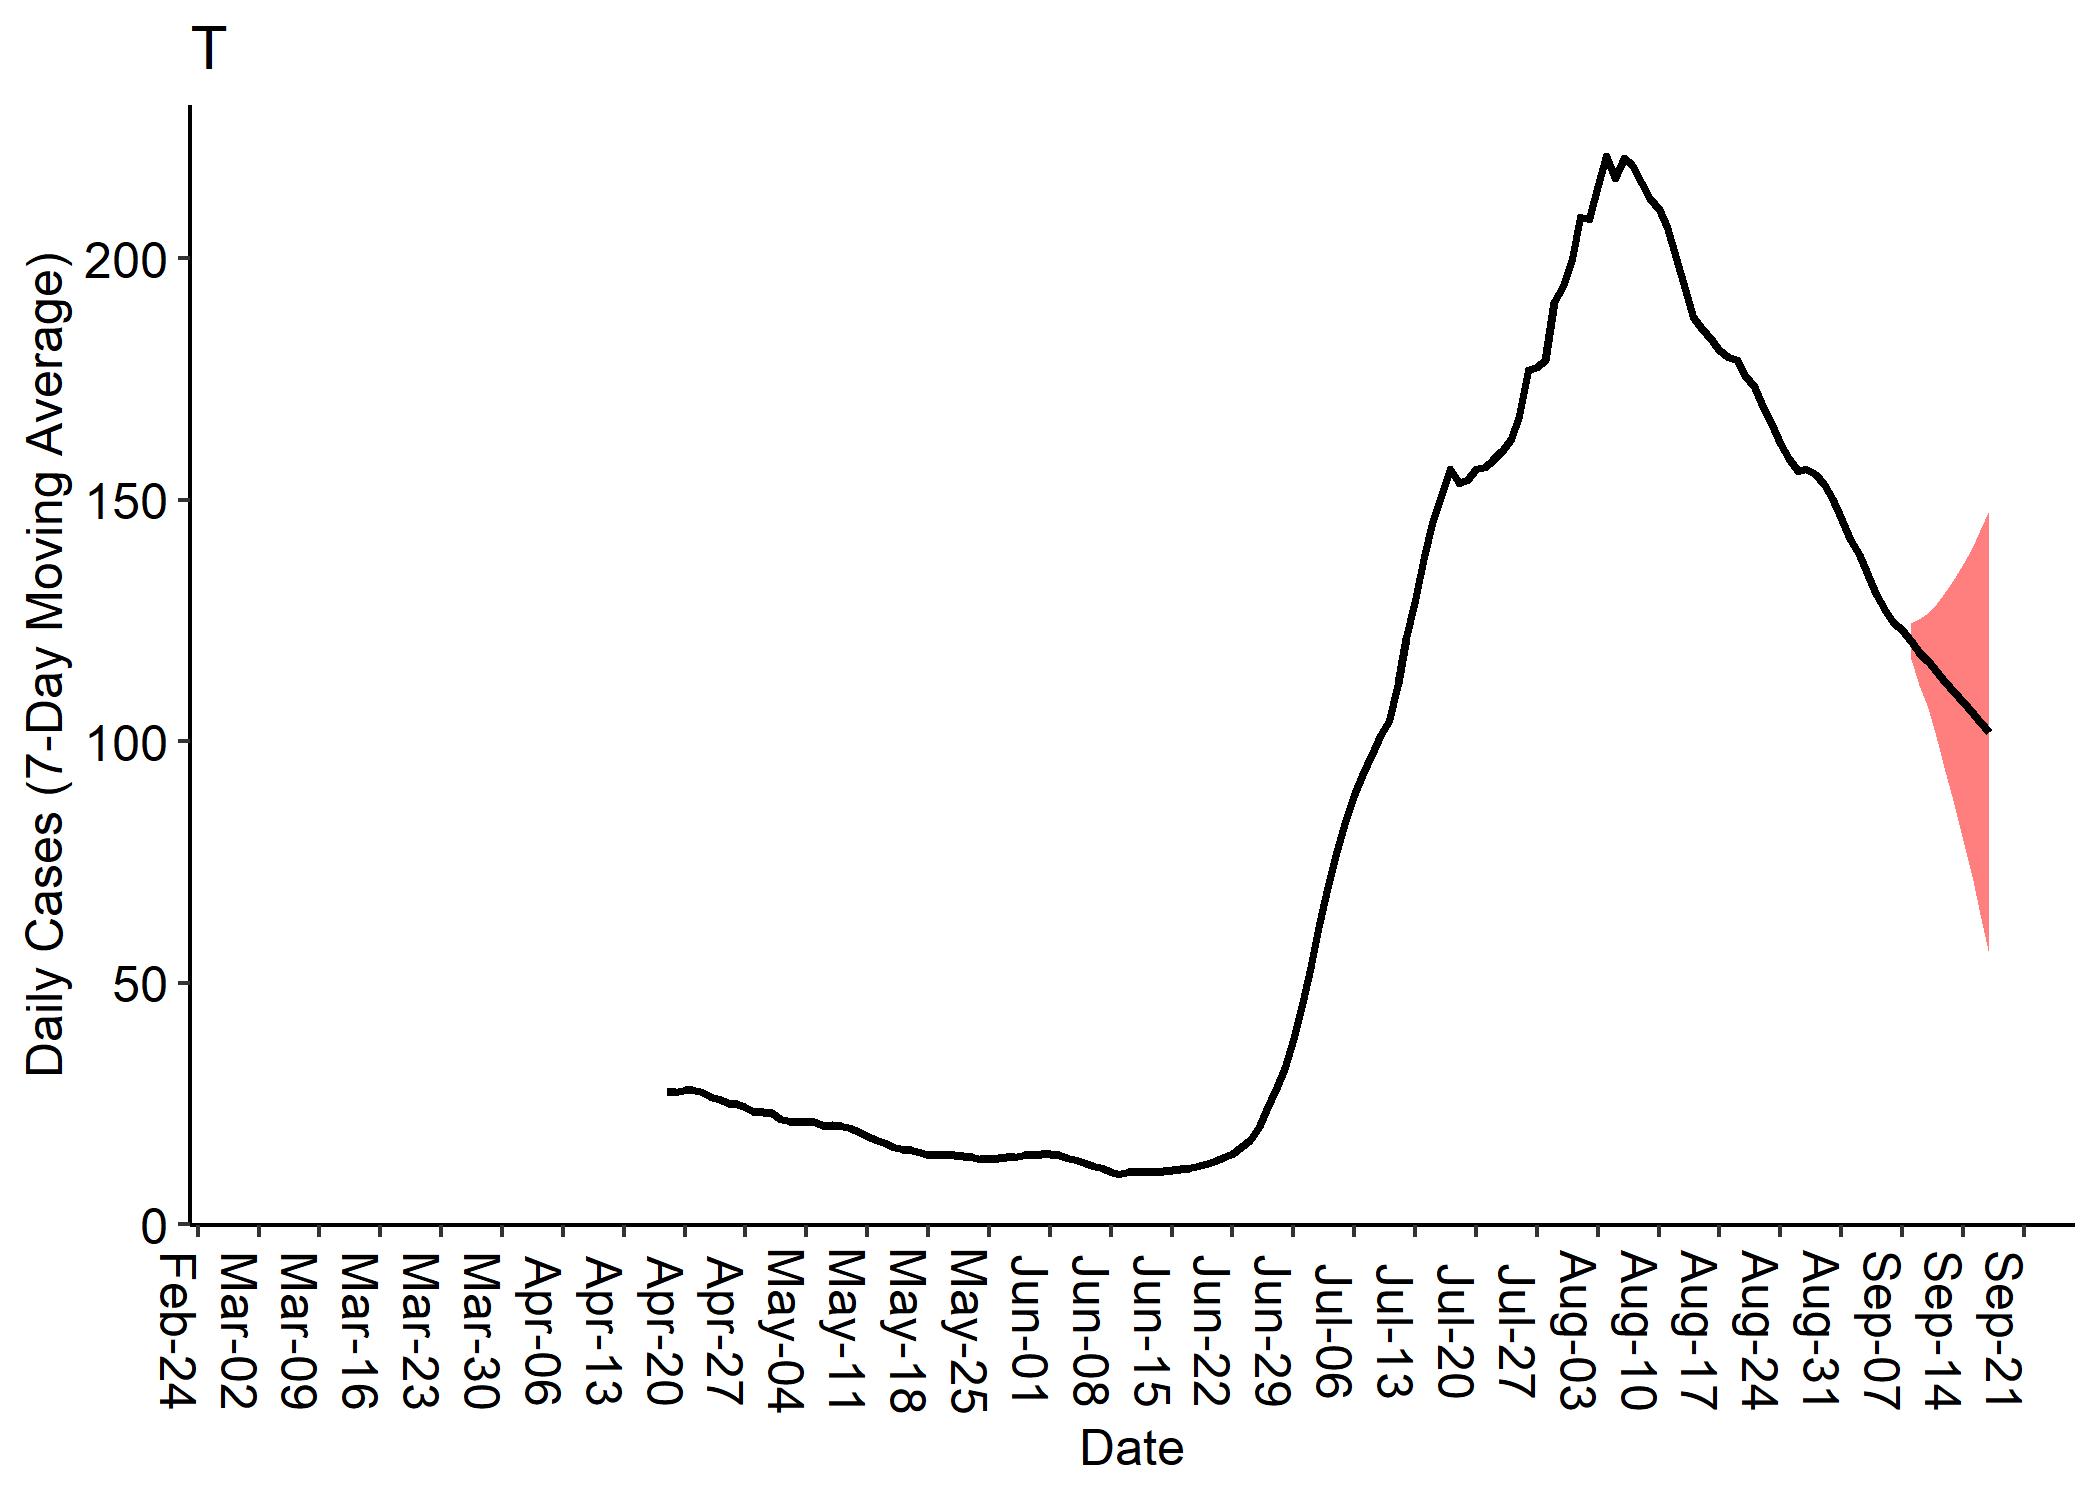 T
Daily Cases (7-Day Moving Average)
200
150
100
50
0
Feb-24
Mar-02
Mar-09
Mar-16
Mar-23
Mar-30
Apr-06
Apr-13
Apr-20
Apr-27
May-04
May-11
May-18
May-25
Jun-01
Jun-08
Jun-15
Jun-22
Jun-29
Jul-06
Jul-13
Jul-20
Jul-27
Aug-03
Aug-10
Aug-17
Aug-24
Aug-31
Sep-07
Sep-14
Sep-21
Date